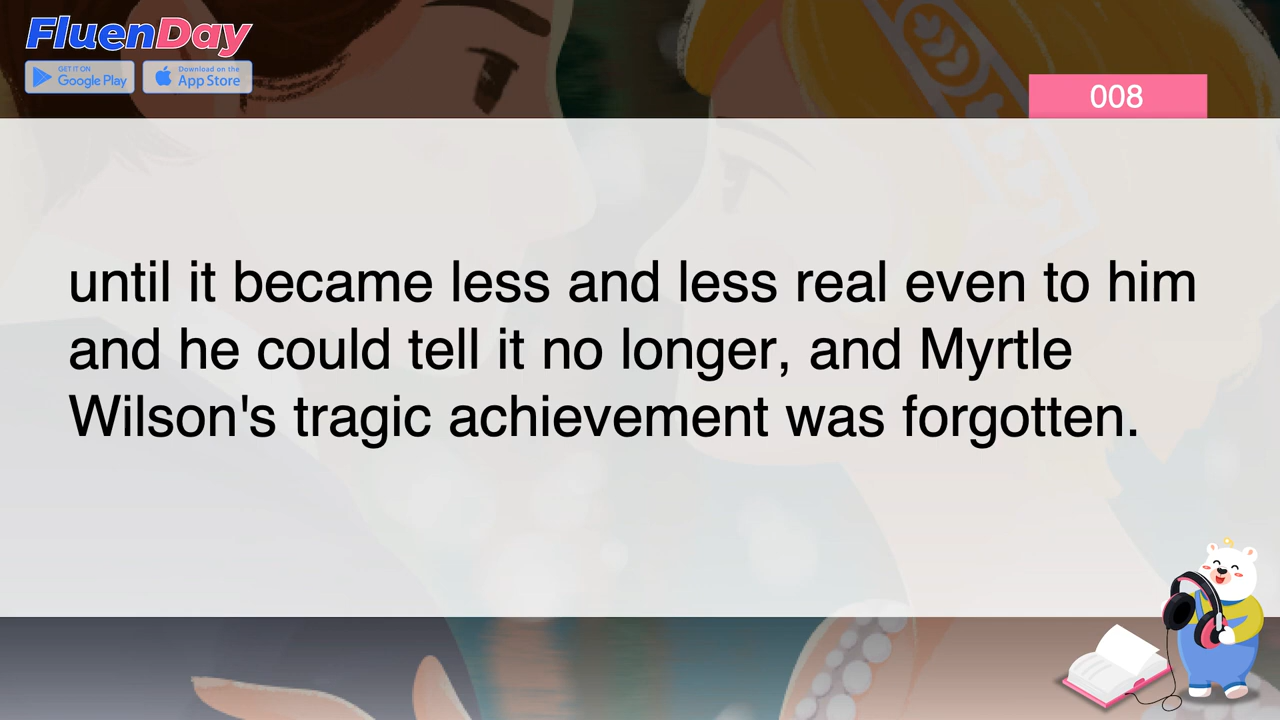 FluenDay
GET IT ON
Google Play
Download on the
App Store
008
until it became less and less real even to him
and he could tell it no longer, and Myrtle
Wilson's tragic achievement was forgotten.